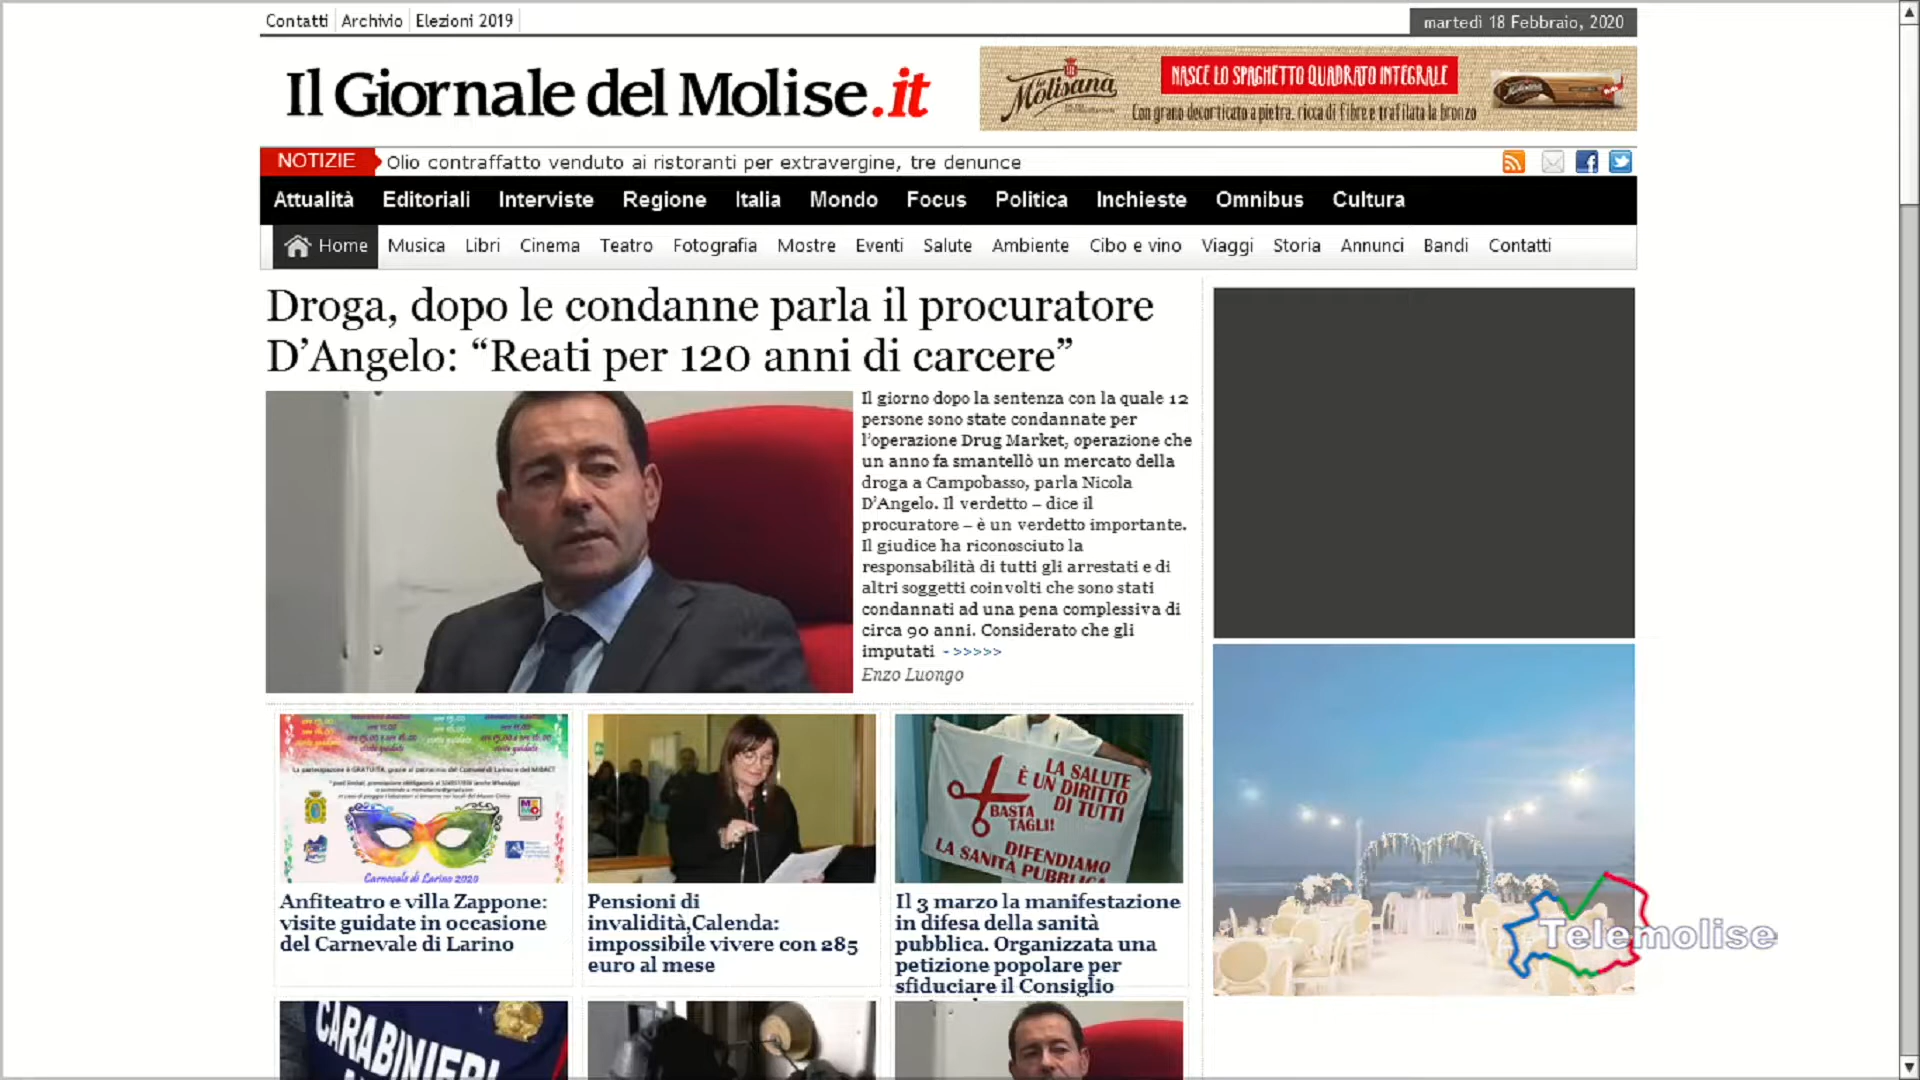 Contatti
Archivio
Elezioni 2019
martedì 18 Febbraio, 2020
Il Giornale del Molise.it
La Molisana
NASCE LO SPAGHETTO QUADRATO INTEGRALE
Con grano decorticato a pietra, ricca di fibre e trafilata la bronzo
NOTIZIE
Olio contraffatto venduto ai ristoranti per extravergine, tre denunce
Attualità Editoriali Interviste Regione Italia Mondo Focus Politica Inchieste Omnibus Cultura
Home Musica Libri Cinema Teatro Fotografia Mostre Eventi Salute Ambiente Cibo e vino Viaggi Storia Annunci Bandi Contatti
Droga, dopo le condanne parla il procuratore
D’Angelo: “Reati per 120 anni di carcere”
Il giorno dopo la sentenza con la quale 12
persone sono state condannate per
l’operazione Drug Market, operazione che
un anno fa smantellò un mercato della
droga a Campobasso, parla Nicola
D’Angelo. Il verdetto – dice il
procuratore – è un verdetto importante.
Il giudice ha riconosciuto la
responsabilità di tutti gli arrestati e di
altri soggetti coinvolti che sono stati
condannati ad una pena complessiva di
circa 90 anni. Considerato che gli
imputati - >>>>>
Enzo Luongo
Carnevale di Larino 2020
Anfiteatro e villa Zappone:
visite guidate in occasione
del Carnevale di Larino
Pensioni di
invalidità,Calenda:
impossibile vivere con 285
euro al mese
LA SALUTE
È UN DIRITTO
DI TUTTI
BASTA
TAGLI!
DIFENDIAMO
LA SANITÀ PUBBLICA
Il 3 marzo la manifestazione
in difesa della sanità
pubblica. Organizzata una
petizione popolare per
sfiduciare il Consiglio
CARABINIERI
Telemolise